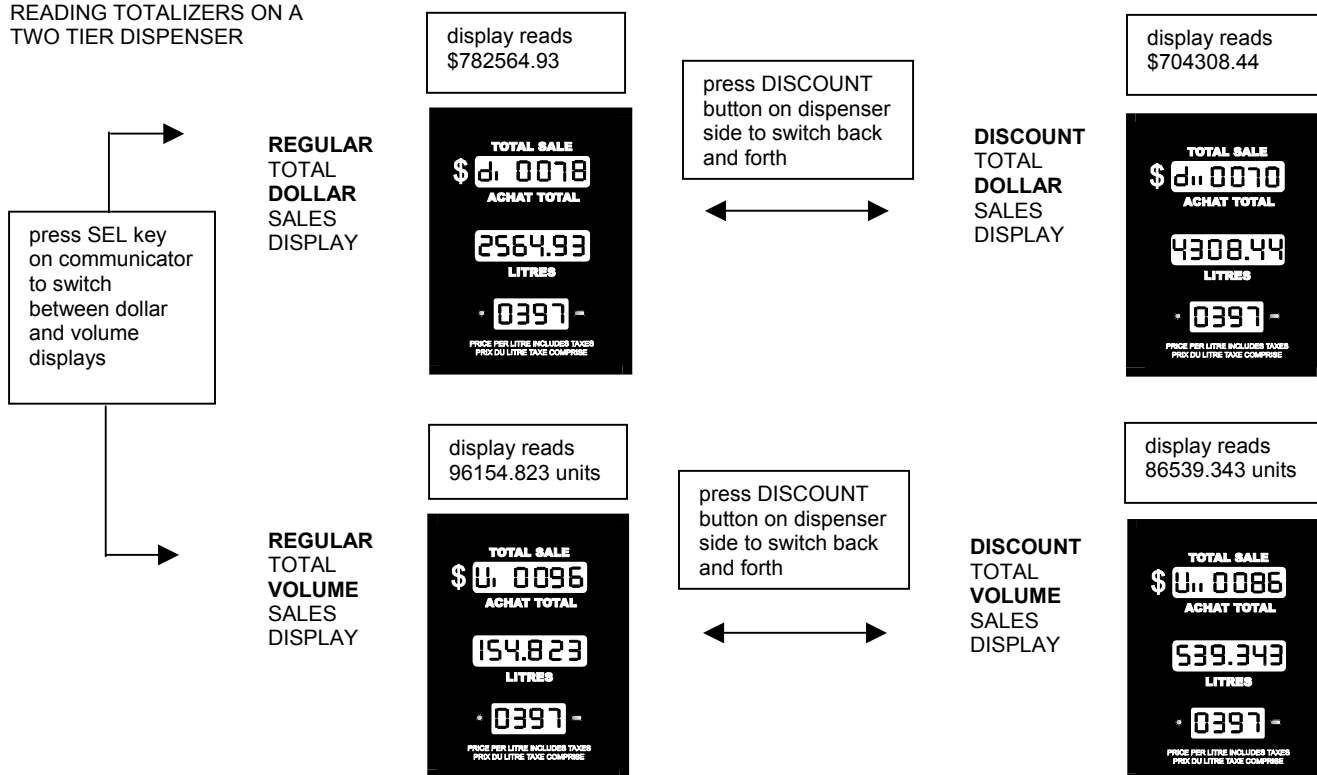 READING TOTALIZERS ON A
TWO TIER DISPENSER
display reads
$782564.93
press DISCOUNT
button on dispenser
side to switch back
and forth
display reads
$704308.44
press SEL key
on communicator
to switch
between dollar
and volume
displays
REGULAR
TOTAL
DOLLAR
SALES
DISPLAY
TOTAL SALE
$ di 0078
ACHAT TOTAL
2564.93
LITRES
0397
PRICE PER LITRE INCLUDES TAXES
PRIX DU LITRE TAXE COMPRISE
DISCOUNT
TOTAL
DOLLAR
SALES
DISPLAY
TOTAL SALE
$ dii 0070
ACHAT TOTAL
4308.44
LITRES
0397
PRICE PER LITRE INCLUDES TAXES
PRIX DU LITRE TAXE COMPRISE
display reads
96154.823 units
press DISCOUNT
button on dispenser
side to switch back
and forth
display reads
86539.343 units
REGULAR
TOTAL
VOLUME
SALES
DISPLAY
TOTAL SALE
$ Ui 0096
ACHAT TOTAL
154.823
LITRES
0397
PRICE PER LITRE INCLUDES TAXES
PRIX DU LITRE TAXE COMPRISE
DISCOUNT
TOTAL
VOLUME
SALES
DISPLAY
TOTAL SALE
$ Uii 0086
ACHAT TOTAL
539.343
LITRES
0397
PRICE PER LITRE INCLUDES TAXES
PRIX DU LITRE TAXE COMPRISE